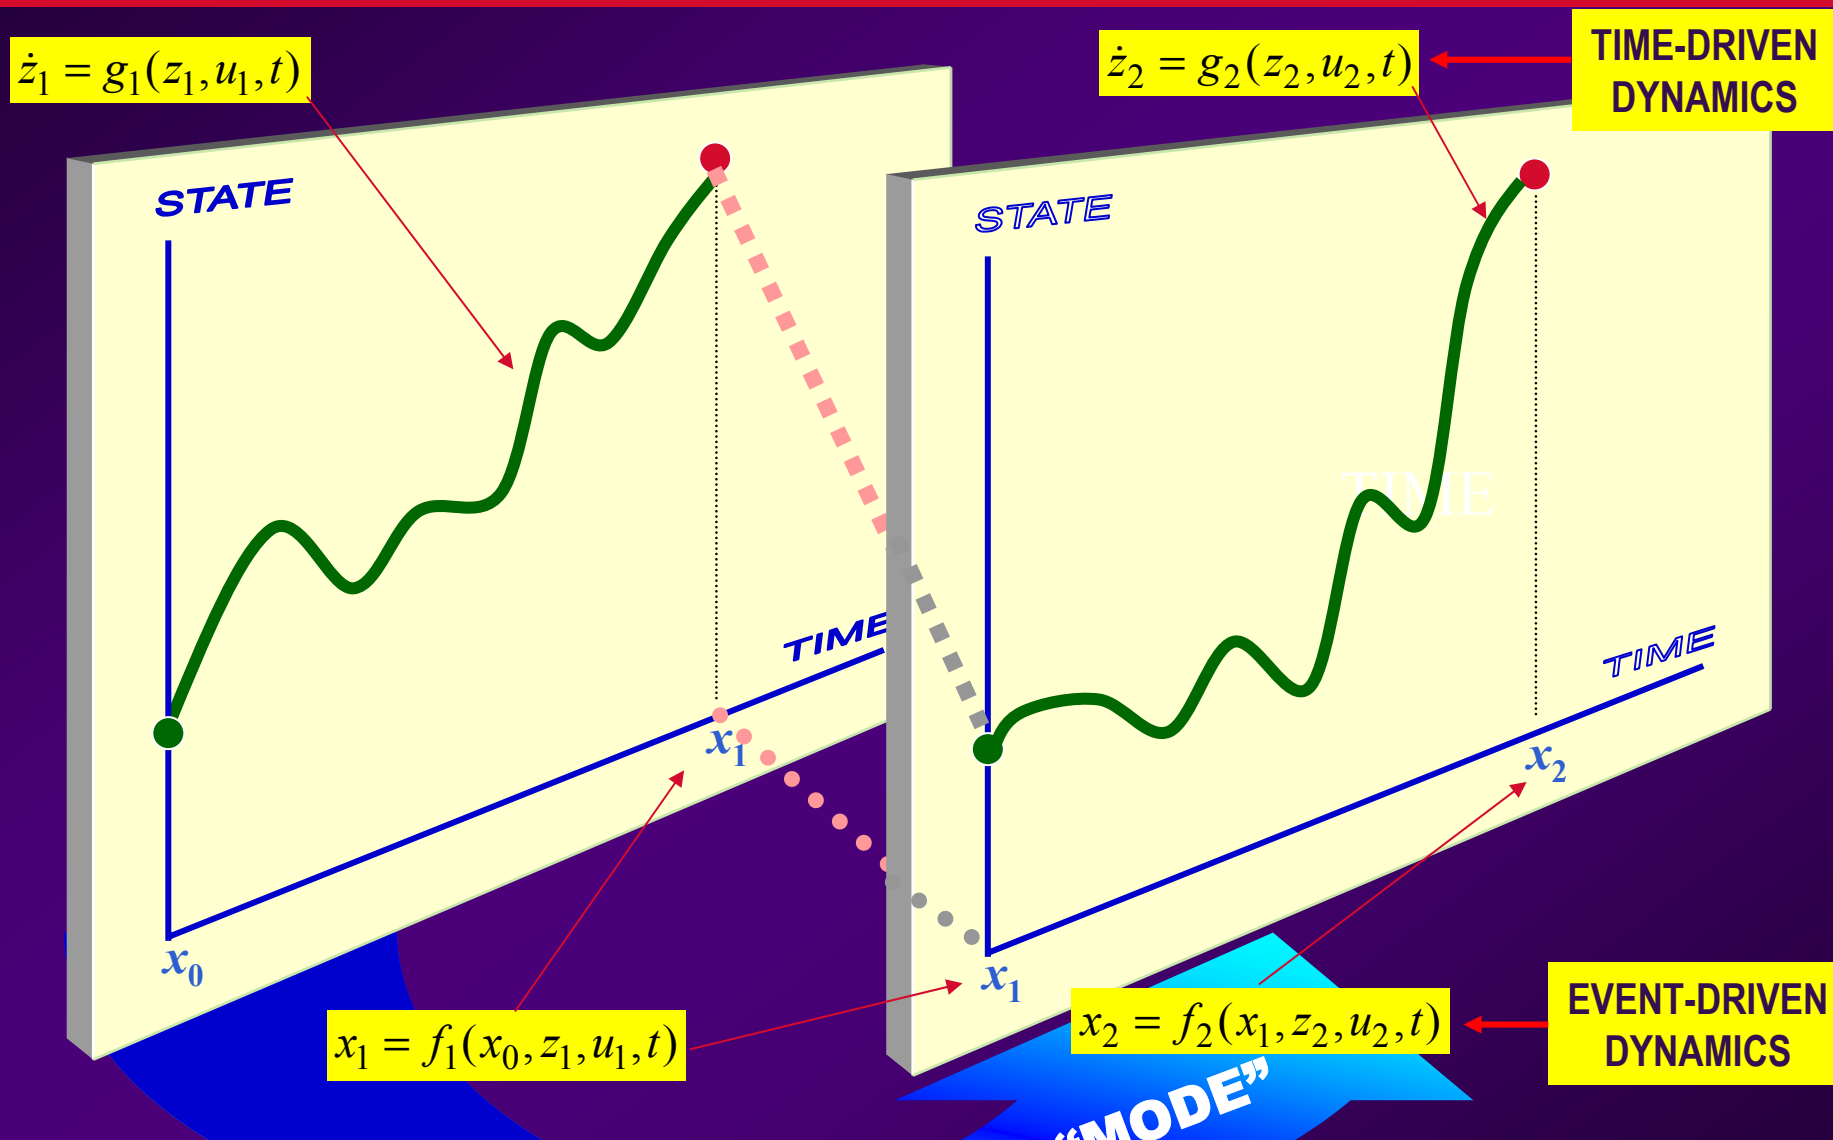 ż₁ = g₁(z₁,u₁,t)
ż₂ = g₂(z₂,u₂,t)
TIME-DRIVEN
DYNAMICS
STATE
STATE
TIME
TIME
TIME
x₁
x₂
x₀
x₁
x₁ = f₁(x₀,z₁,u₁,t)
x₂ = f₂(x₁,z₂,u₂,t)
EVENT-DRIVEN
DYNAMICS
“MODE”